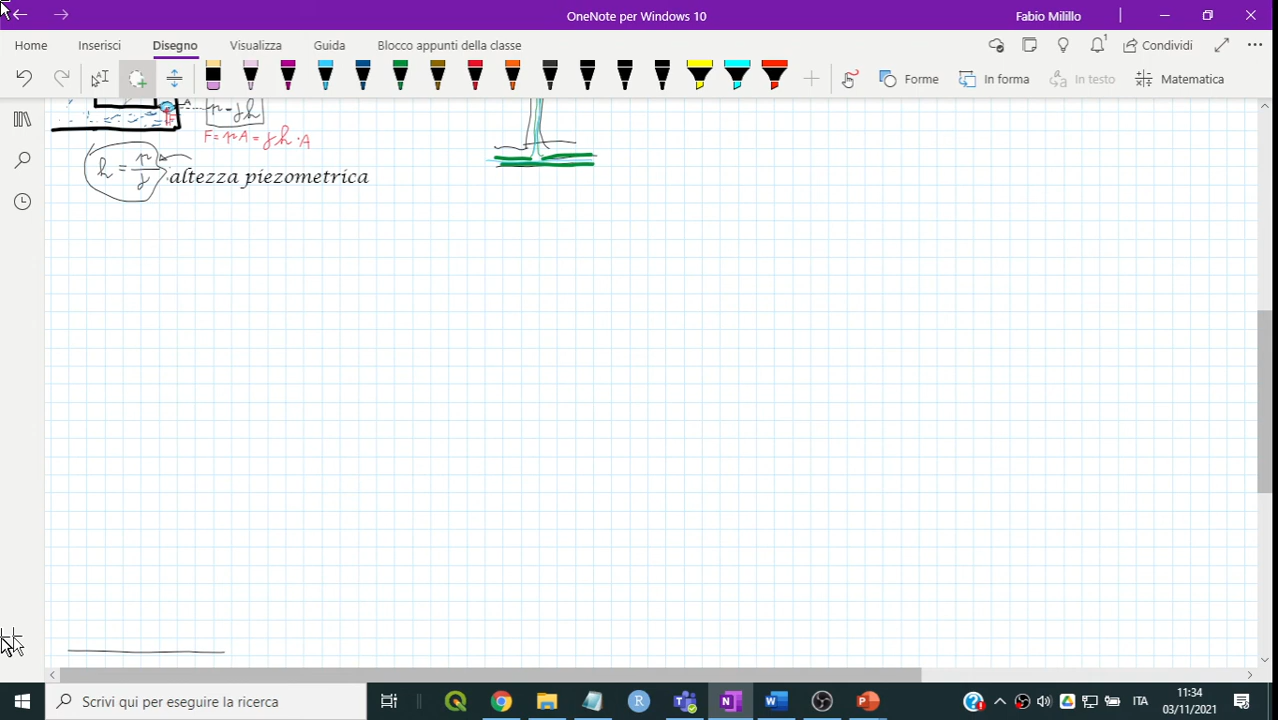 OneNote per Windows 10
Fabio Milillo
Home Inserisci Disegno Visualizza Guida Blocco appunti della classe
Condividi
Forme In forma In testo Matematica
p = γh
F = pA = γh · A
h = p/γ altezza piezometrica
Scrivi qui per eseguire la ricerca
ITA
11:34
03/11/2021